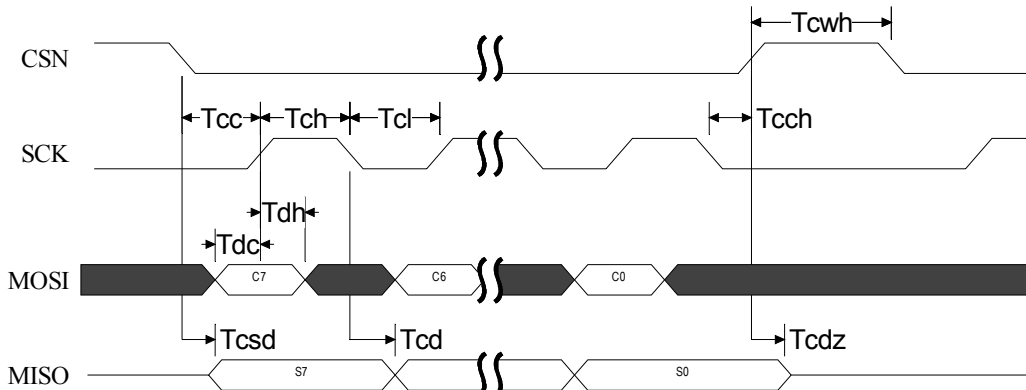 Tcwh
CSN
Tcc Tch Tcl Tcch
SCK
Tdh
Tdc
MOSI C7 C6 C0
Tcsd Tcd Tcdz
MISO S7 S0